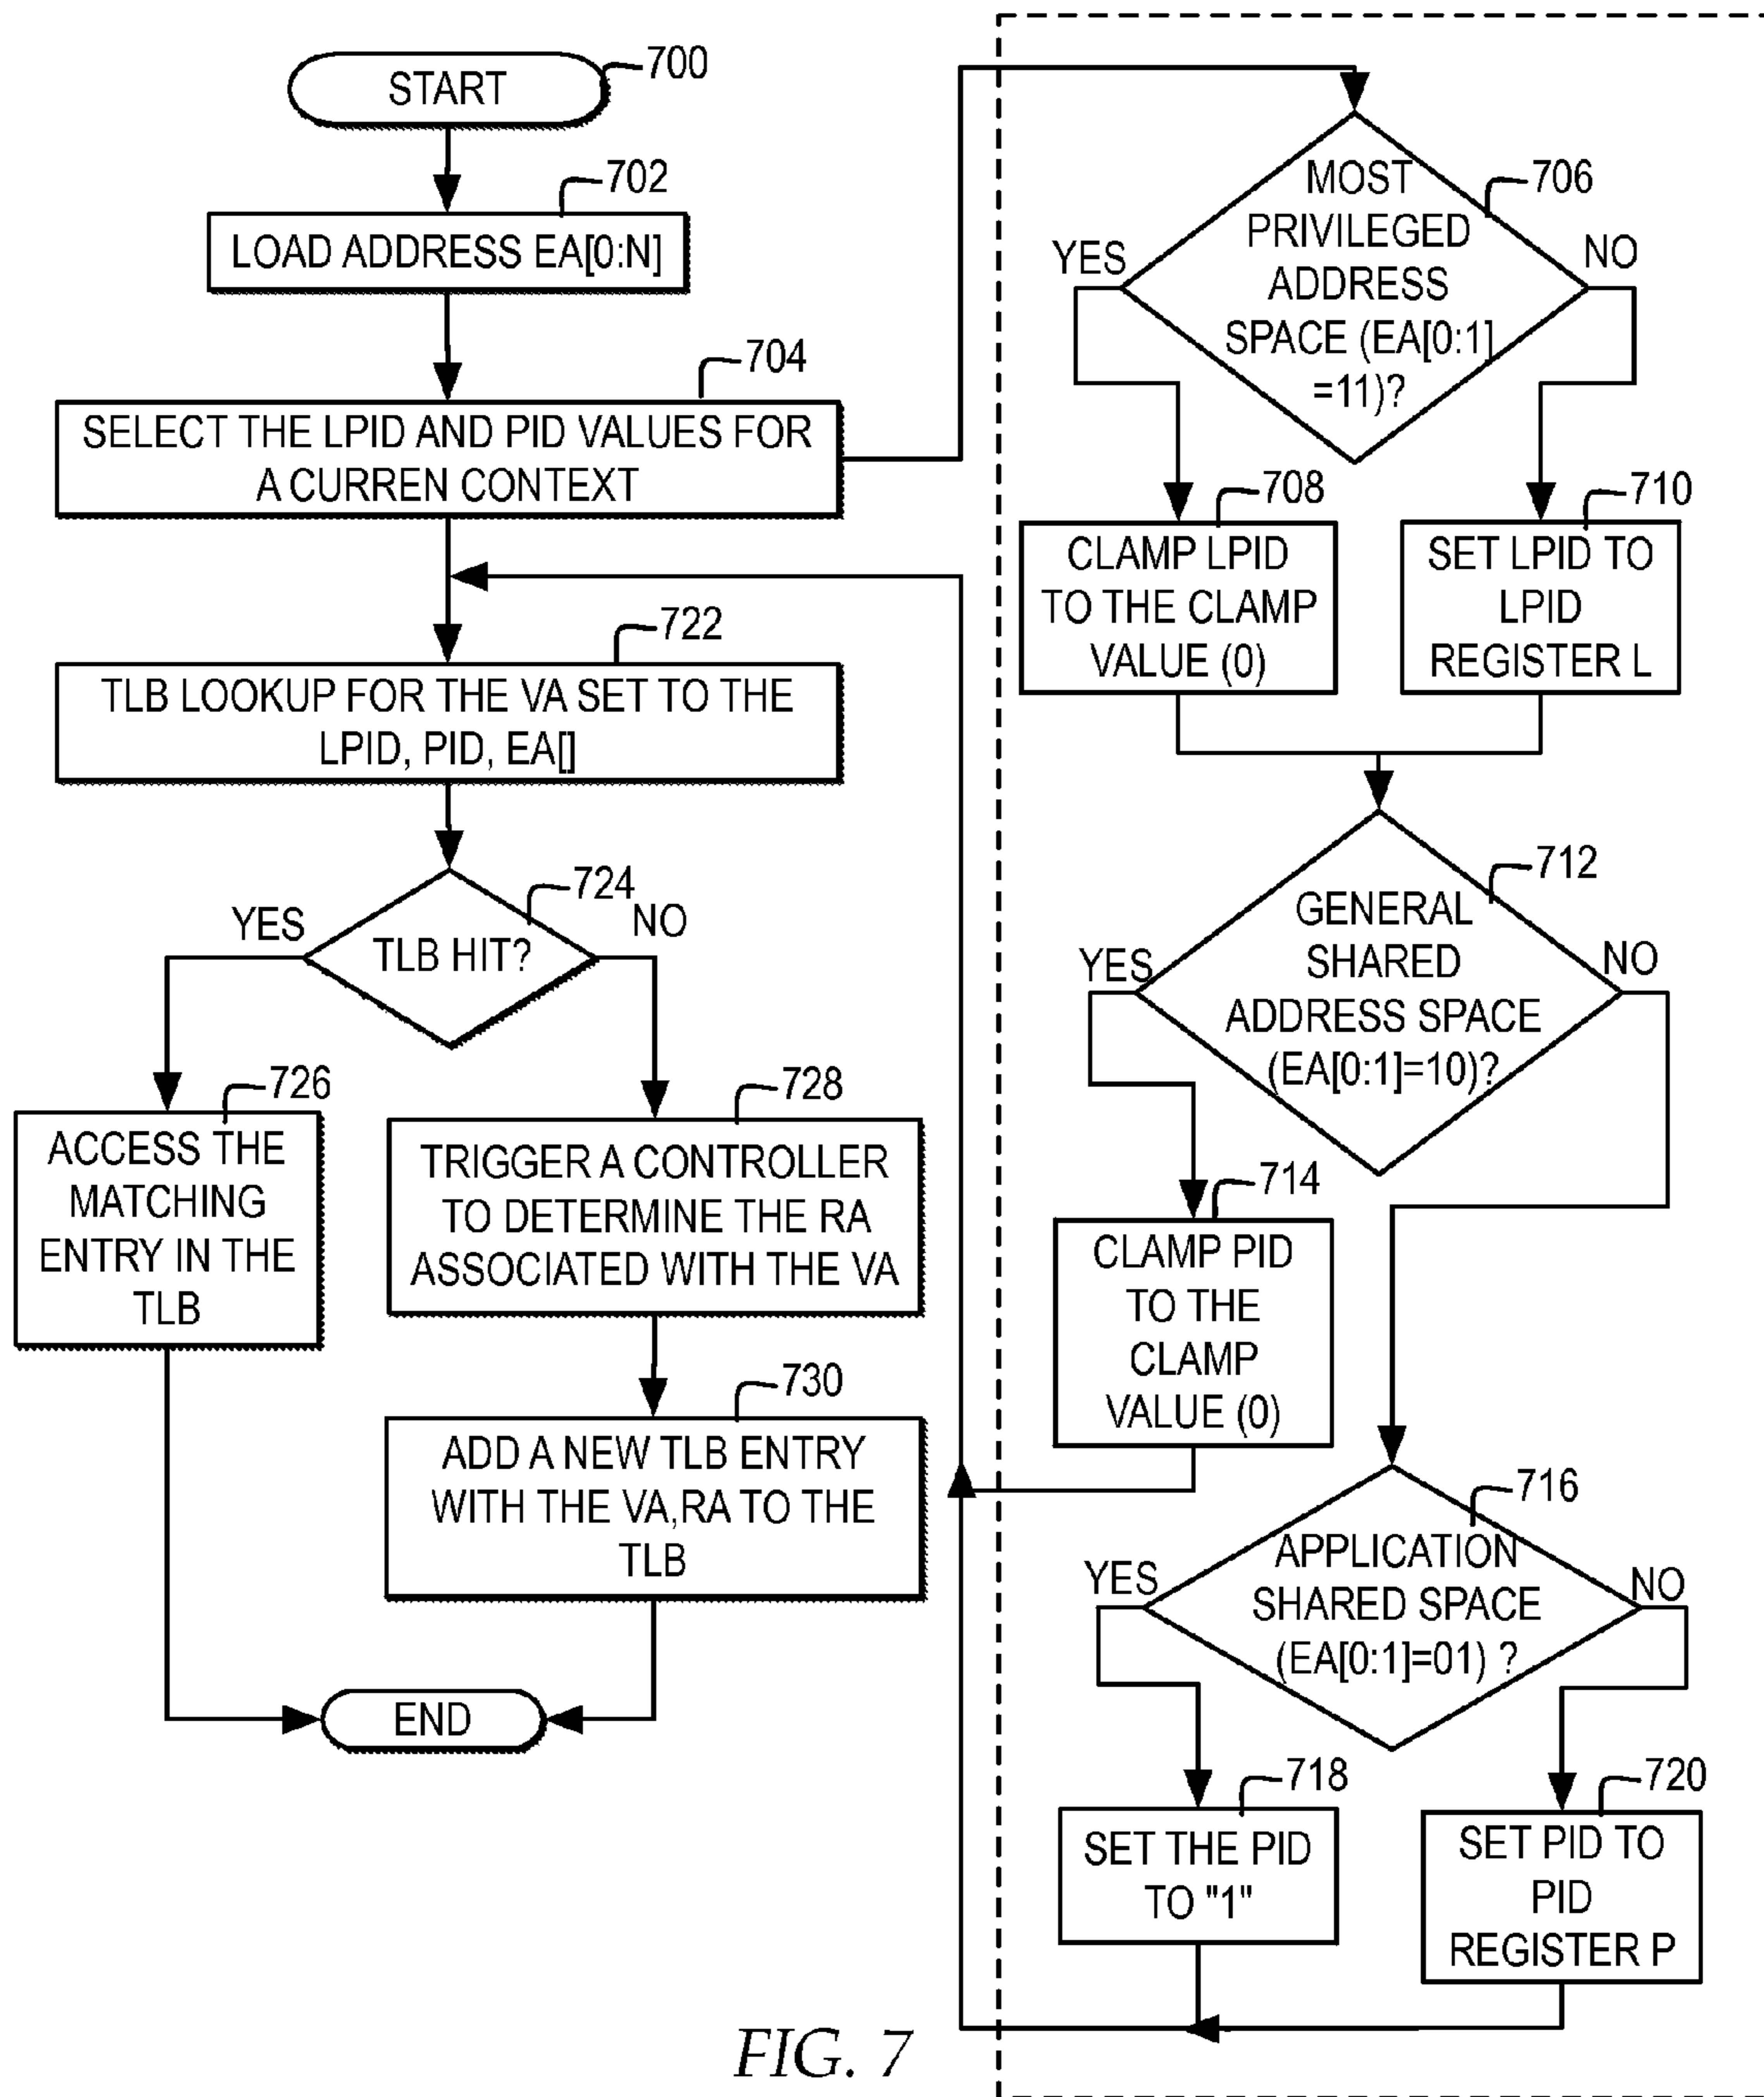 START
700
702
LOAD ADDRESS EA[0:N]
704
SELECT THE LPID AND PID VALUES FOR
A CURREN CONTEXT
722
TLB LOOKUP FOR THE VA SET TO THE
LPID, PID, EA[]
724
YES
NO
TLB HIT?
726
ACCESS THE
MATCHING
ENTRY IN THE
TLB
728
TRIGGER A CONTROLLER
TO DETERMINE THE RA
ASSOCIATED WITH THE VA
730
ADD A NEW TLB ENTRY
WITH THE VA,RA TO THE
TLB
END
706
MOST
PRIVILEGED
ADDRESS
SPACE (EA[0:1]
=11)?
YES
NO
708
CLAMP LPID
TO THE CLAMP
VALUE (0)
710
SET LPID TO
LPID
REGISTER L
712
GENERAL
SHARED
ADDRESS SPACE
(EA[0:1]=10)?
YES
NO
714
CLAMP PID
TO THE
CLAMP
VALUE (0)
716
APPLICATION
SHARED SPACE
(EA[0:1]=01) ?
YES
NO
718
SET THE PID
TO "1"
720
SET PID TO
PID
REGISTER P
FIG. 7